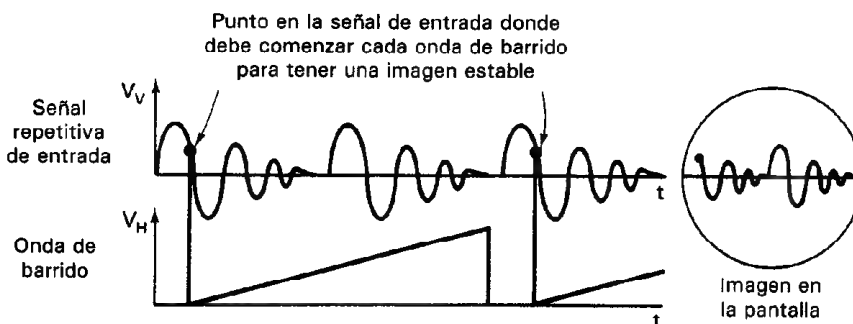 Punto en la señal de entrada donde
debe comenzar cada onda de barrido
para tener una imagen estable
Señal
repetitiva
de entrada
V_V
t
Onda de
barrido
V_H
t
Imagen en
la pantalla